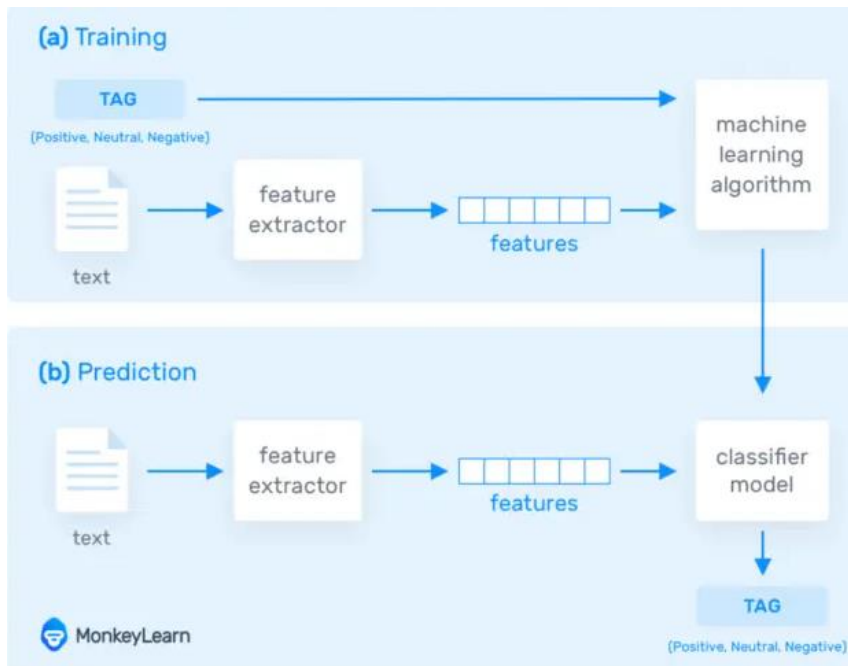 (a) Training
TAG
(Positive, Neutral, Negative)
text
feature
extractor
features
machine
learning
algorithm
(b) Prediction
text
feature
extractor
features
classifier
model
TAG
(Positive, Neutral, Negative)
MonkeyLearn